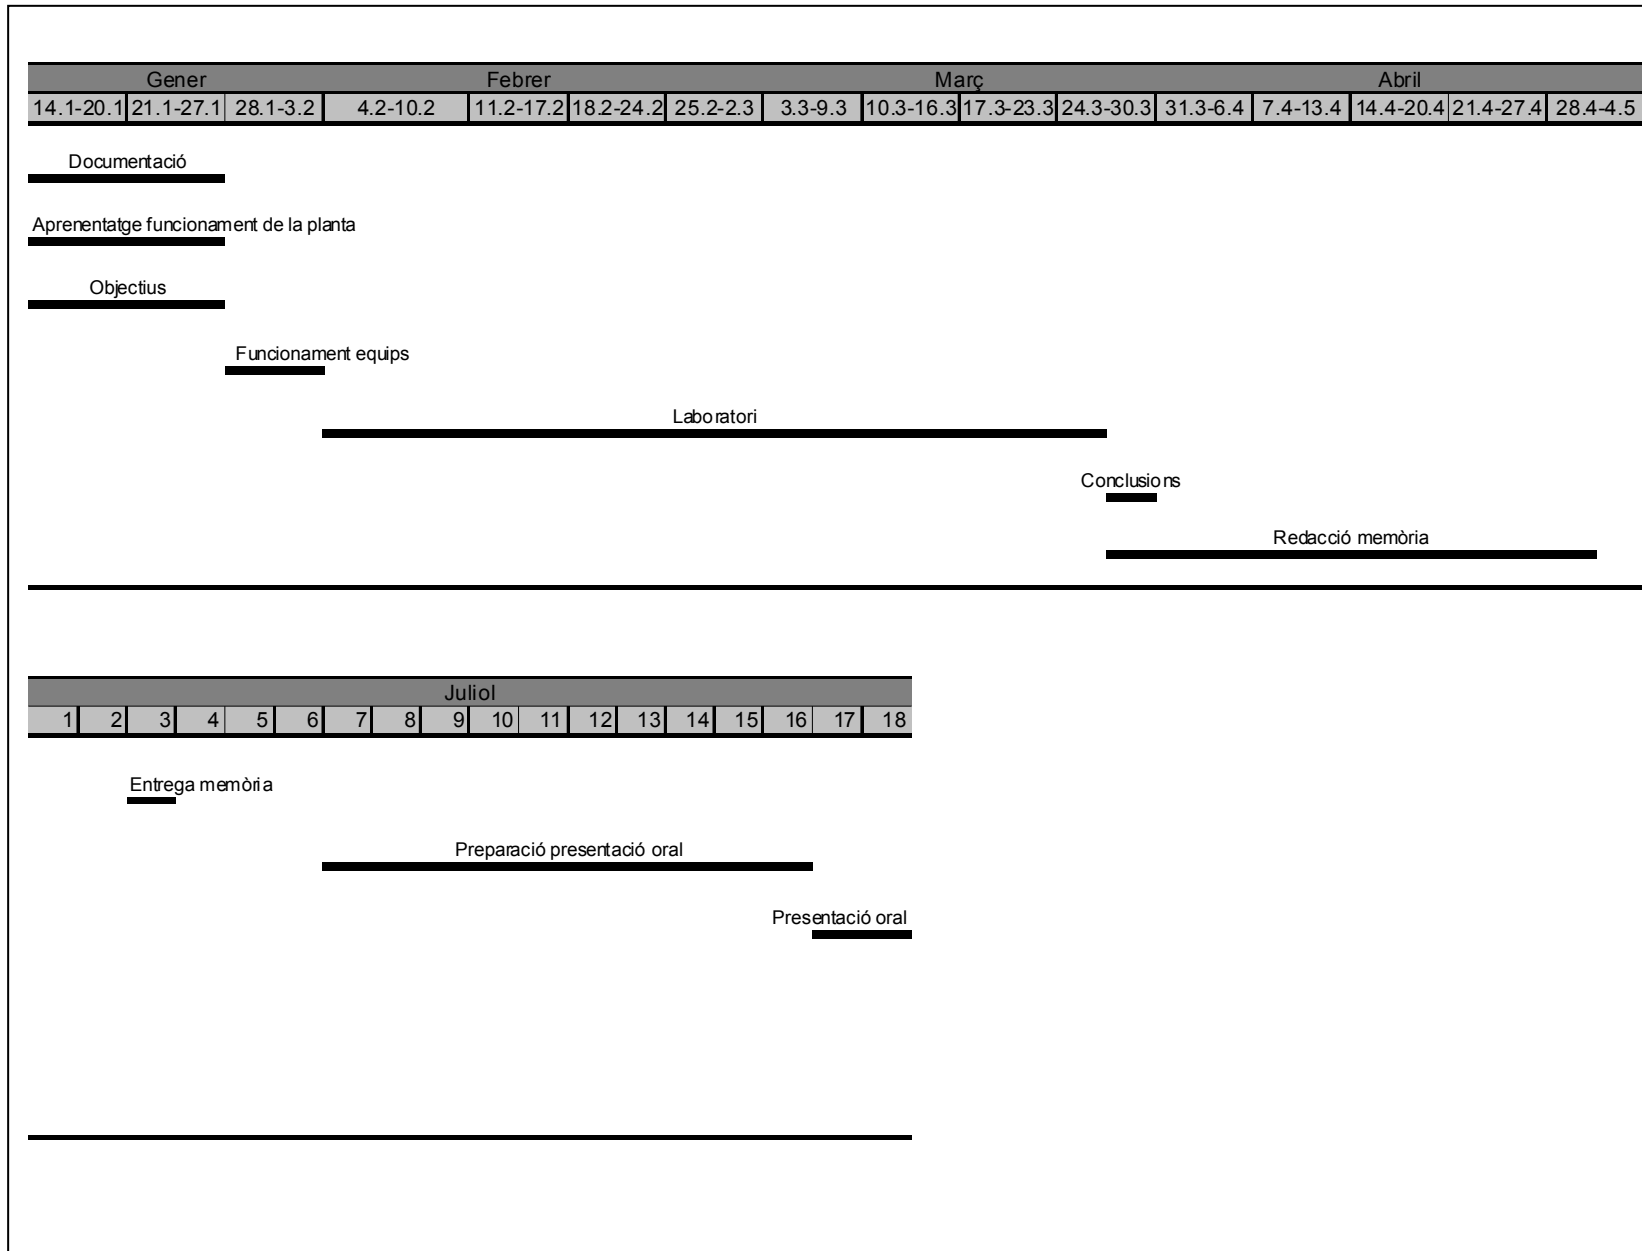 Gener Febrer Març Abril
14.1-20.1 21.1-27.1 28.1-3.2 4.2-10.2 11.2-17.2 18.2-24.2 25.2-2.3 3.3-9.3 10.3-16.3 17.3-23.3 24.3-30.3 31.3-6.4 7.4-13.4 14.4-20.4 21.4-27.4 28.4-4.5
Documentació
Aprenentatge funcionament de la planta
Objectius
Funcionament equips
Laboratori
Conclusions
Redacció memòria
Juliol
1 2 3 4 5 6 7 8 9 10 11 12 13 14 15 16 17 18
Entrega memòria
Preparació presentació oral
Presentació oral